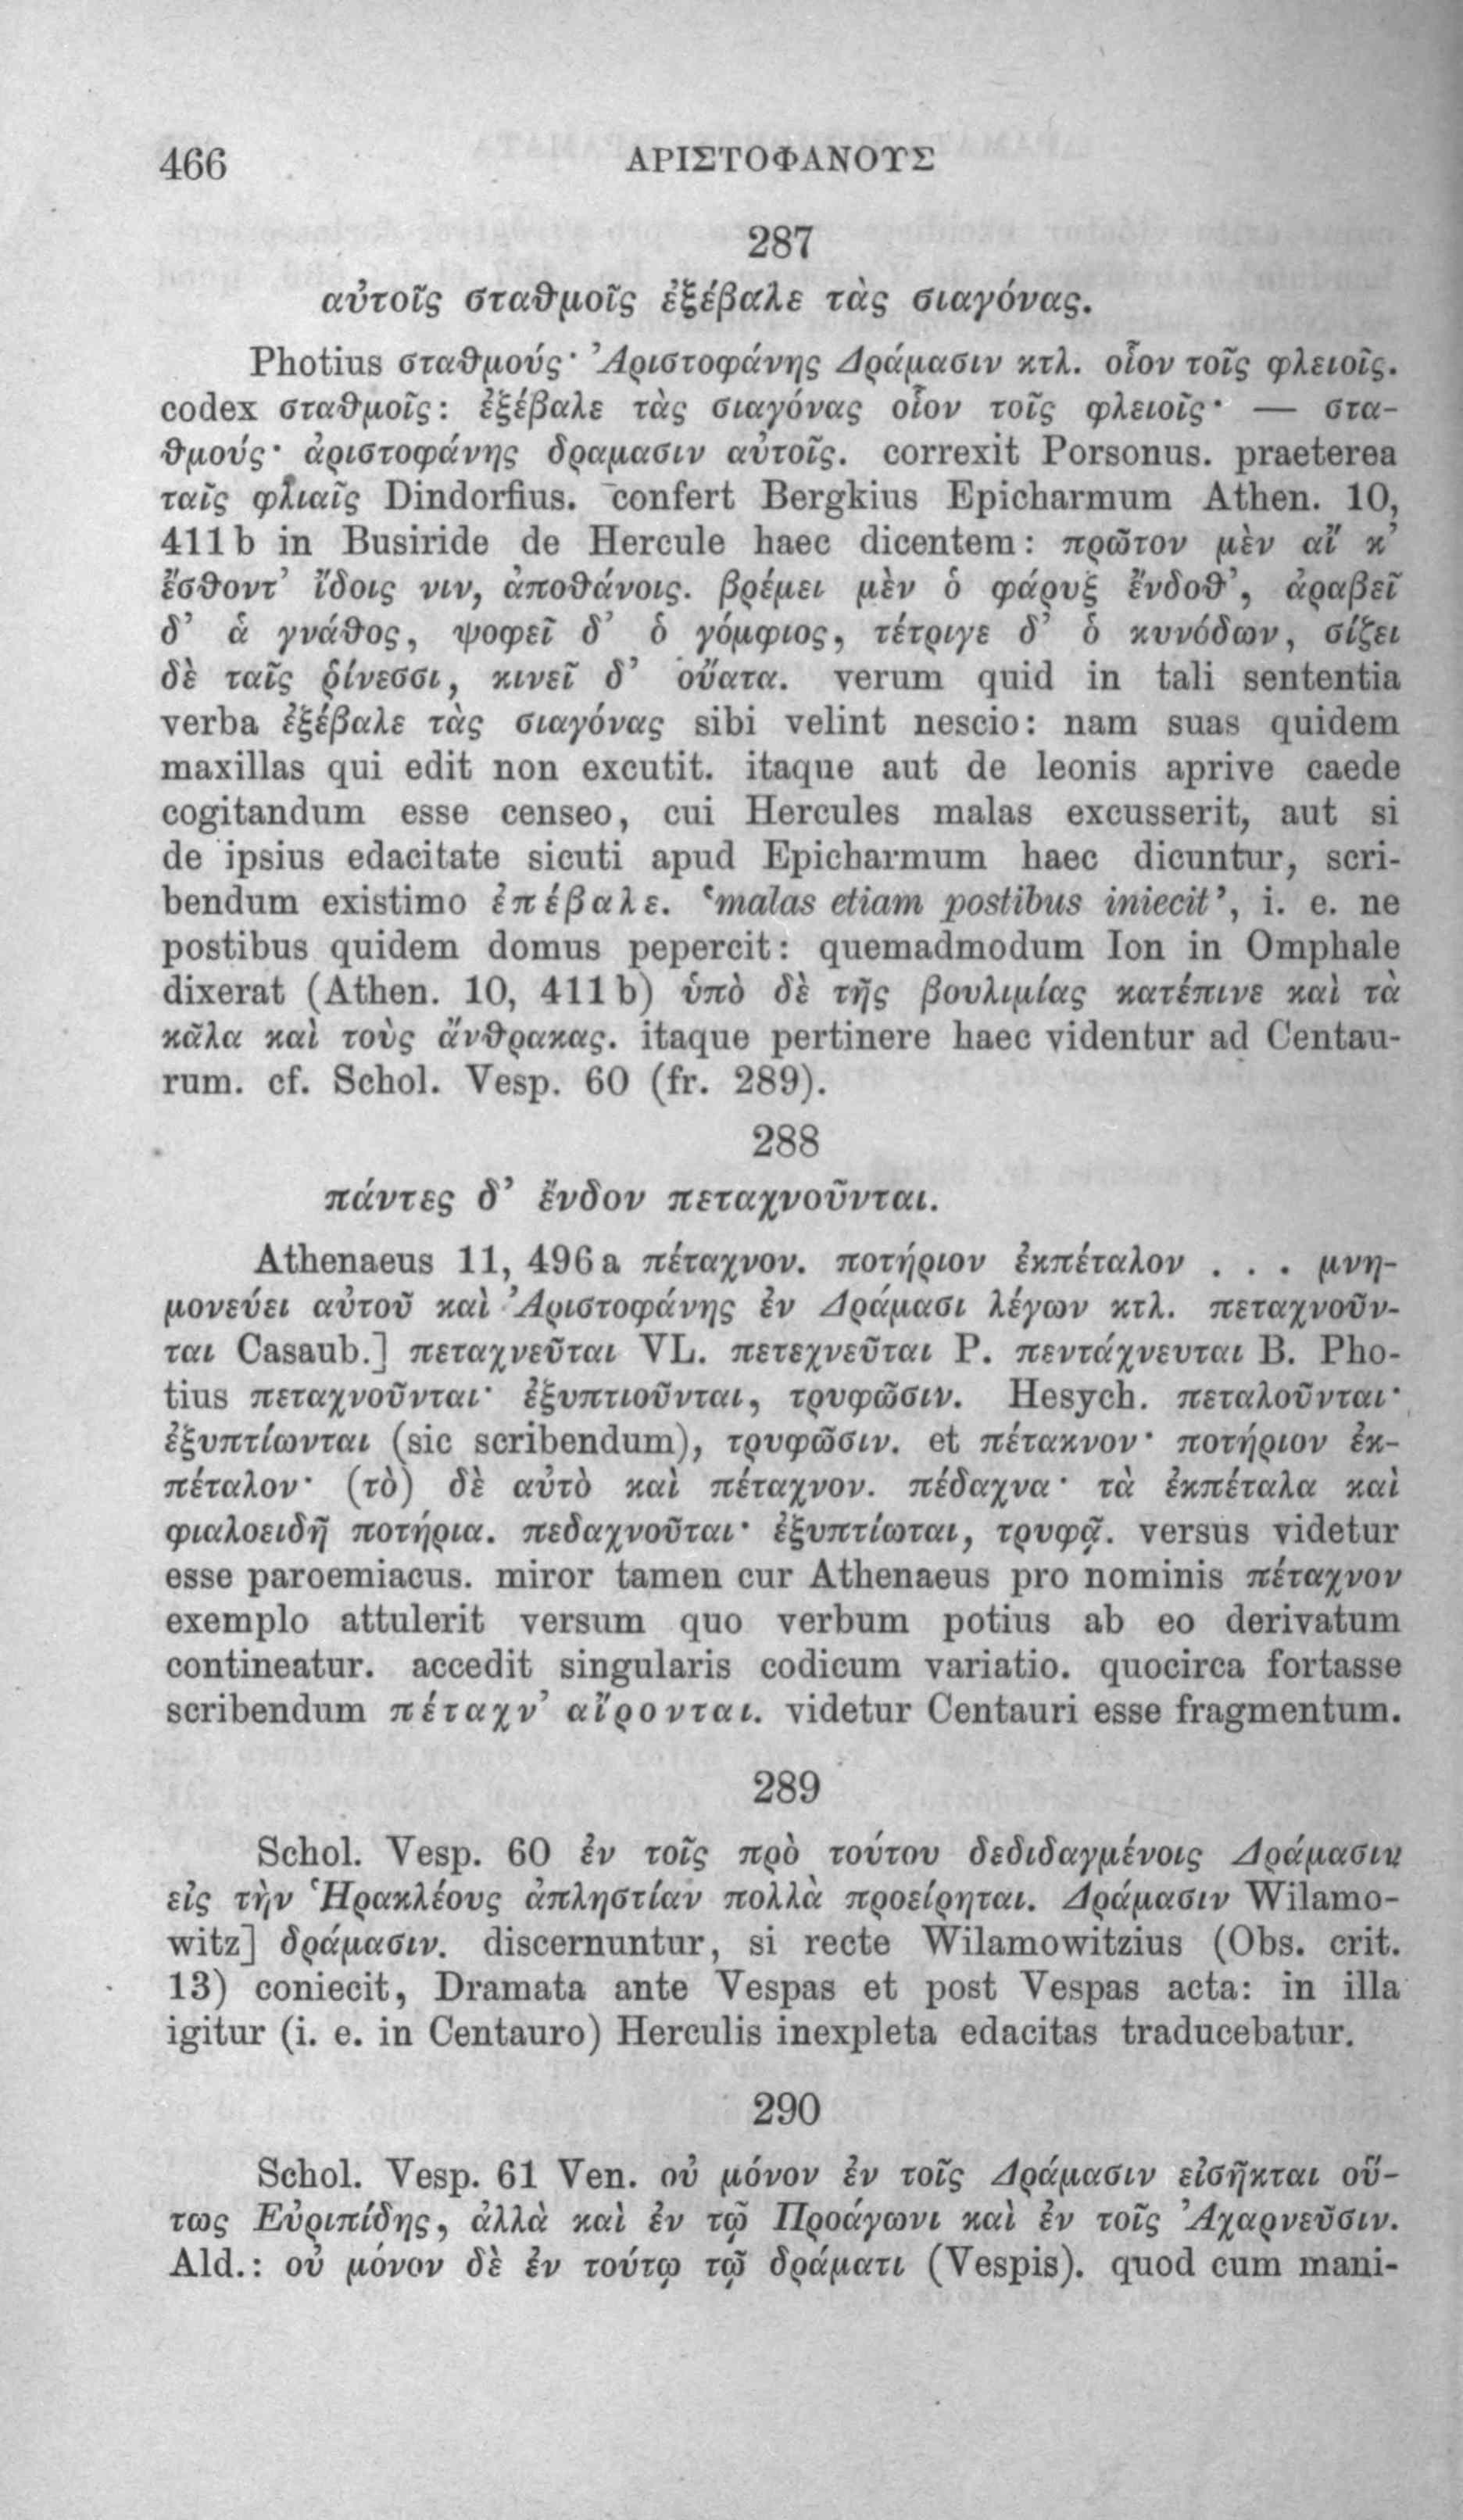 466 ΑΡΙΣΤΟΦΑΝΟΥΣ
287
αὐτοῖς σταθμοῖς ἐξέβαλε τὰς σιαγόνας.
Photius σταθμούς· Ἀριστοφάνης Δράμασιν κτλ. οἷον τοῖς φλειοῖς.
codex σταθμοῖς: ἐξέβαλε τὰς σιαγόνας οἷον τοῖς φλειοῖς· — στα-
θμούς· ἀριστοφάνης δραμασιν αὐτοῖς. correxit Porsonus. praeterea
ταῖς φλιαῖς Dindorfius. confert Bergkius Epicharmum Athen. 10,
411 b in Busiride de Hercule haec dicentem: πρῶτον μὲν αἴ κ’
ἔσθοντ’ ἴδοις νιν, ἀποθάνοις. βρέμει μὲν ὁ φάρυξ ἔνδοθ’, ἀραβεῖ
δ’ ἁ γνάθος, ψοφεῖ δ’ ὁ γόμφιος, τέτριγε δ’ ὁ κυνόδων, σίζει
δὲ ταῖς ῥίνεσσι, κινεῖ δ’ οὔατα. verum quid in tali sententia
verba ἐξέβαλε τὰς σιαγόνας sibi velint nescio: nam suas quidem
maxillas qui edit non excutit. itaque aut de leonis aprive caede
cogitandum esse censeo, cui Hercules malas excusserit, aut si
de ipsius edacitate sicuti apud Epicharmum haec dicuntur, scri-
bendum existimo ἐπέβαλε. ‘malas etiam postibus iniecit’, i. e. ne
postibus quidem domus pepercit: quemadmodum Ion in Omphale
dixerat (Athen. 10, 411 b) ὑπὸ δὲ τῆς βουλιμίας κατέπινε καὶ τὰ
κᾶλα καὶ τοὺς ἄνθρακας. itaque pertinere haec videntur ad Centau-
rum. cf. Schol. Vesp. 60 (fr. 289).
288
πάντες δ’ ἔνδον πεταχνοῦνται.
Athenaeus 11, 496 a πέταχνον. ποτήριον ἐκπέταλον . . . μνη-
μονεύει αὐτοῦ καὶ Ἀριστοφάνης ἐν Δράμασι λέγων κτλ. πεταχνοῦν-
ται Casaub.] πεταχνεῦται VL. πετεχνεῦται P. πεντάχνευται B. Pho-
tius πεταχνοῦνται· ἐξυπτιοῦνται, τρυφῶσιν. Hesych. πεταλοῦνται·
ἐξυπτίωνται (sic scribendum), τρυφῶσιν. et πέτακνον· ποτήριον ἐκ-
πέταλον· (τὸ) δὲ αὐτὸ καὶ πέταχνον. πέδαχνα· τὰ ἐκπέταλα καὶ
φιαλοειδῆ ποτήρια. πεδαχνοῦται· ἐξυπτίωται, τρυφᾷ. versus videtur
esse paroemiacus. miror tamen cur Athenaeus pro nominis πέταχνον
exemplo attulerit versum quo verbum potius ab eo derivatum
contineatur. accedit singularis codicum variatio. quocirca fortasse
scribendum πέταχν’ αἴρονται. videtur Centauri esse fragmentum.
289
Schol. Vesp. 60 ἐν τοῖς πρὸ τούτου δεδιδαγμένοις Δράμασιν
εἰς τὴν Ἡρακλέους ἀπληστίαν πολλὰ προείρηται. Δράμασιν Wilamo-
witz] δράμασιν. discernuntur, si recte Wilamowitzius (Obs. crit.
13) coniecit, Dramata ante Vespas et post Vespas acta: in illa
igitur (i. e. in Centauro) Herculis inexpleta edacitas traducebatur.
290
Schol. Vesp. 61 Ven. οὐ μόνον ἐν τοῖς Δράμασιν εἰσῆκται οὕ-
τως Εὐριπίδης, ἀλλὰ καὶ ἐν τῷ Προάγωνι καὶ ἐν τοῖς Ἀχαρνεῦσιν.
Ald.: οὐ μόνον δὲ ἐν τούτῳ τῷ δράματι (Vespis). quod cum mani-